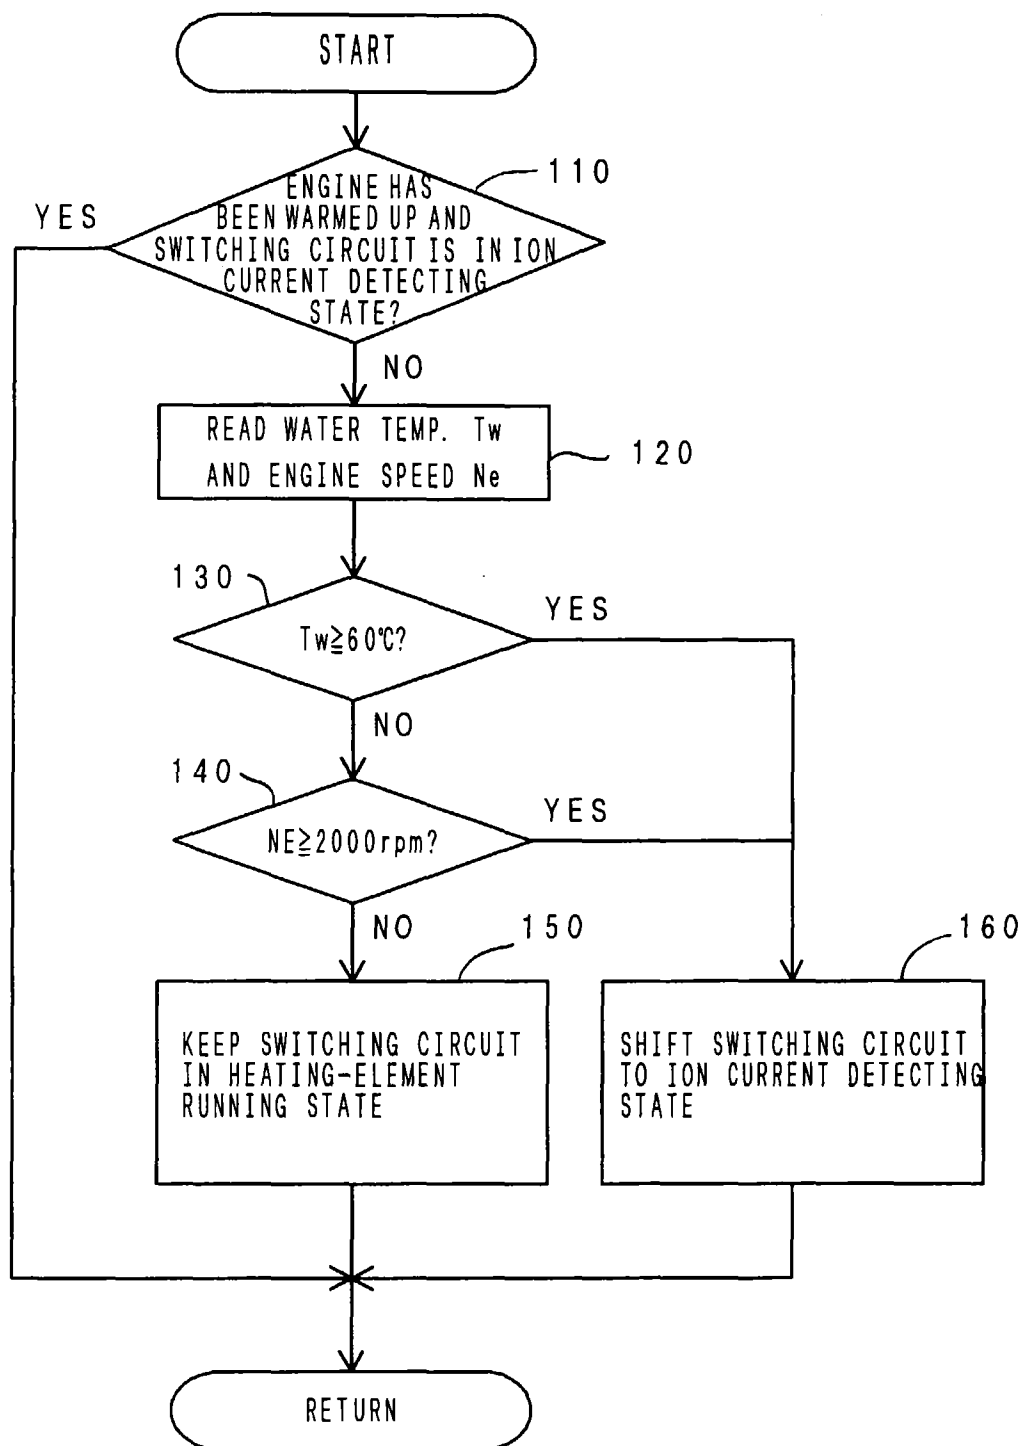 START
110
ENGINE HAS
BEEN WARMED UP AND
SWITCHING CIRCUIT IS IN ION
CURRENT DETECTING
STATE?
YES
NO
READ WATER TEMP. Tw
AND ENGINE SPEED Ne
120
130
Tw≧60℃?
YES
NO
140
NE≧2000rpm?
YES
NO
150
KEEP SWITCHING CIRCUIT
IN HEATING-ELEMENT
RUNNING STATE
160
SHIFT SWITCHING CIRCUIT
TO ION CURRENT DETECTING
STATE
RETURN